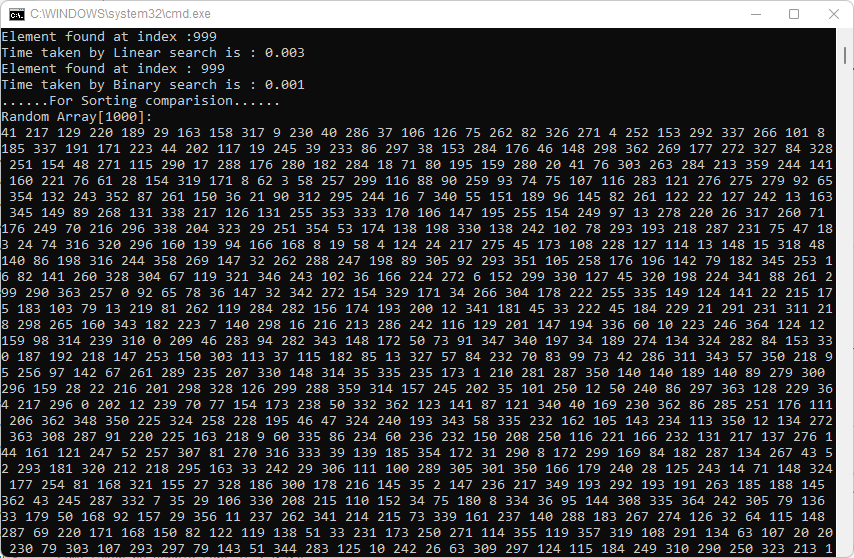 C:\WINDOWS\system32\cmd.exe
Element found at index :999
Time taken by Linear search is : 0.003
Element found at index : 999
Time taken by Binary search is : 0.001
......For Sorting comparision......
Random Array[1000]:
41 217 129 220 189 29 163 158 317 9 230 40 286 37 106 126 75 262 82 326 271 4 252 153 292 337 266 101 8
185 337 191 171 223 44 202 117 19 245 39 233 86 297 38 153 284 176 46 148 298 362 269 177 272 327 84 328
251 154 48 271 115 290 17 288 176 280 182 284 18 71 80 195 159 280 20 41 76 303 263 284 213 359 244 141
160 221 76 61 28 154 319 171 8 62 3 58 257 299 116 88 90 259 93 74 75 107 116 283 121 276 275 279 92 65
354 132 243 352 87 261 150 36 21 90 312 295 244 16 7 340 55 151 189 96 145 82 261 122 22 127 242 13 163
345 149 89 268 131 338 217 126 131 255 353 333 170 106 147 195 255 154 249 97 13 278 220 26 317 260 71
176 249 70 216 296 338 204 323 29 251 354 53 174 138 198 330 138 242 102 78 293 193 218 287 231 75 47 18
3 24 74 316 320 296 160 139 94 166 168 8 19 58 4 124 24 217 275 45 173 108 228 127 114 13 148 15 318 48
140 86 198 316 244 358 269 147 32 262 288 247 198 89 305 92 293 351 105 258 176 196 142 79 182 345 253 1
6 82 141 260 328 304 67 119 321 346 243 102 36 166 224 272 6 152 299 330 127 45 320 198 224 341 88 261 2
99 290 363 257 0 92 65 78 36 147 32 342 272 154 329 171 34 266 304 178 222 255 335 149 124 141 22 215 17
5 183 103 79 13 219 81 262 119 284 282 156 174 193 200 12 341 181 45 33 222 45 184 229 21 291 231 311 21
8 298 265 160 343 182 223 7 140 298 16 216 213 286 242 116 129 201 147 194 336 60 10 223 246 364 124 12
159 98 314 239 310 0 209 46 283 94 282 343 148 172 50 73 91 347 340 197 34 189 274 134 324 282 84 153 33
0 187 192 218 147 253 150 303 113 37 115 182 85 13 327 57 84 232 70 83 99 73 42 286 311 343 57 350 218 9
5 256 97 142 67 261 289 235 207 330 148 314 35 335 235 173 1 210 281 287 350 140 140 189 140 89 279 300
296 159 28 22 216 201 298 328 126 299 288 359 314 157 245 202 35 101 250 12 50 240 86 297 363 128 229 36
4 217 296 0 202 12 239 70 77 154 173 238 50 332 362 123 141 87 121 340 40 169 230 362 86 285 251 176 111
206 362 348 350 225 324 258 228 195 46 47 324 240 193 343 58 335 232 162 105 143 234 113 350 12 134 272
363 308 287 91 220 225 163 218 9 60 335 86 234 60 236 232 150 208 250 116 221 166 232 131 217 137 276 1
44 161 121 247 52 257 307 81 270 316 333 39 139 185 354 172 31 290 8 172 299 169 84 182 287 134 267 43 5
2 293 181 320 212 218 295 163 33 242 29 306 111 100 289 305 301 350 166 179 240 28 125 243 14 71 148 324
177 254 81 168 321 155 27 328 186 300 178 216 145 35 2 147 236 217 349 193 292 193 191 263 185 188 145
362 43 245 287 332 7 35 29 106 330 208 215 110 152 34 75 180 8 334 36 95 144 308 335 364 242 305 79 136
33 179 50 168 92 157 29 356 11 237 262 341 214 215 73 339 161 237 140 288 183 267 274 126 32 64 115 148
287 69 220 171 168 150 82 122 119 138 51 33 231 173 250 271 114 355 119 357 319 108 291 134 63 107 20 20
230 79 303 107 293 297 79 143 51 344 283 125 10 242 26 63 309 297 124 115 184 249 310 290 250 323 213